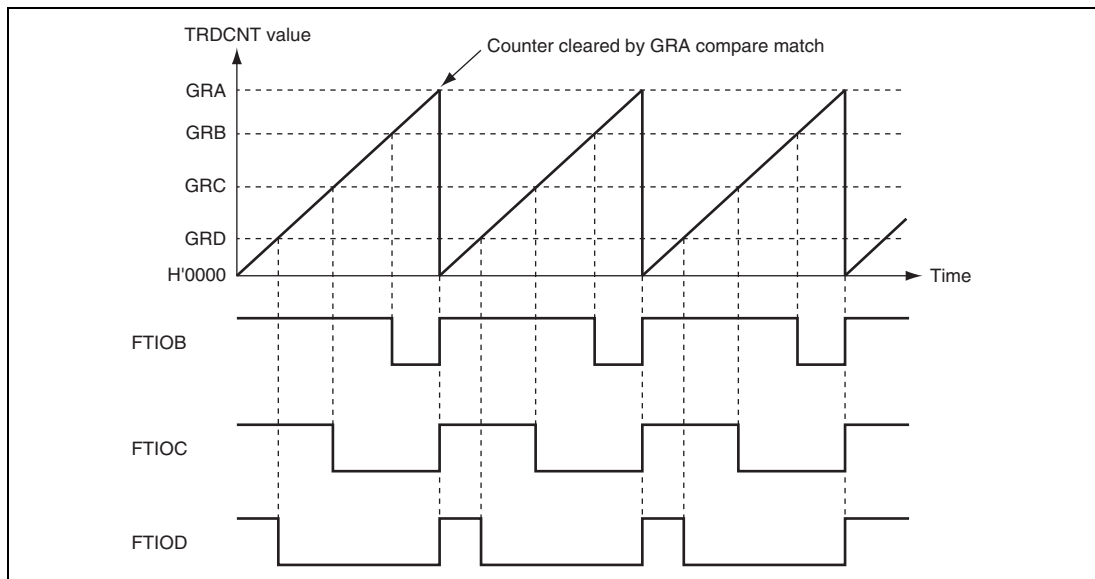 TRDCNT value
Counter cleared by GRA compare match
GRA
GRB
GRC
GRD
H'0000
Time
FTIOB
FTIOC
FTIOD